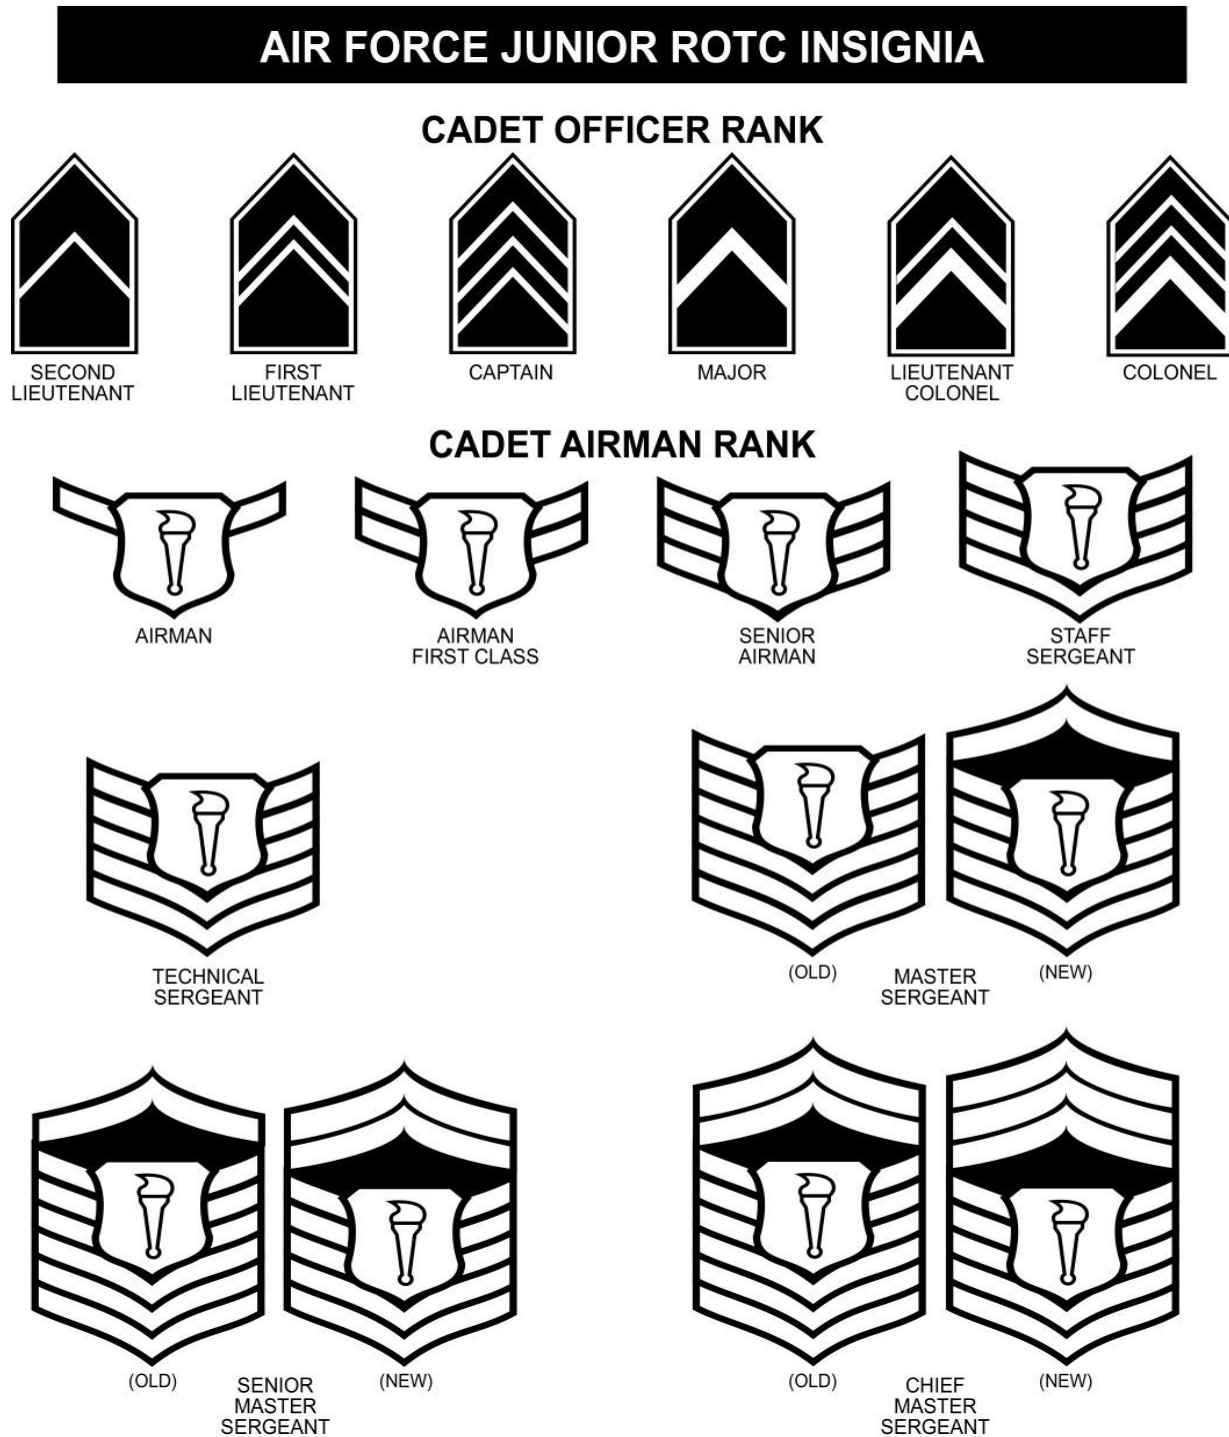 AIR FORCE JUNIOR ROTC INSIGNIA
CADET OFFICER RANK
SECOND
LIEUTENANT
FIRST
LIEUTENANT
CAPTAIN
MAJOR
LIEUTENANT
COLONEL
COLONEL
CADET AIRMAN RANK
AIRMAN
AIRMAN
FIRST CLASS
SENIOR
AIRMAN
STAFF
SERGEANT
TECHNICAL
SERGEANT
(OLD)
MASTER
SERGEANT
(NEW)
(OLD)
SENIOR
MASTER
SERGEANT
(NEW)
(OLD)
CHIEF
MASTER
SERGEANT
(NEW)